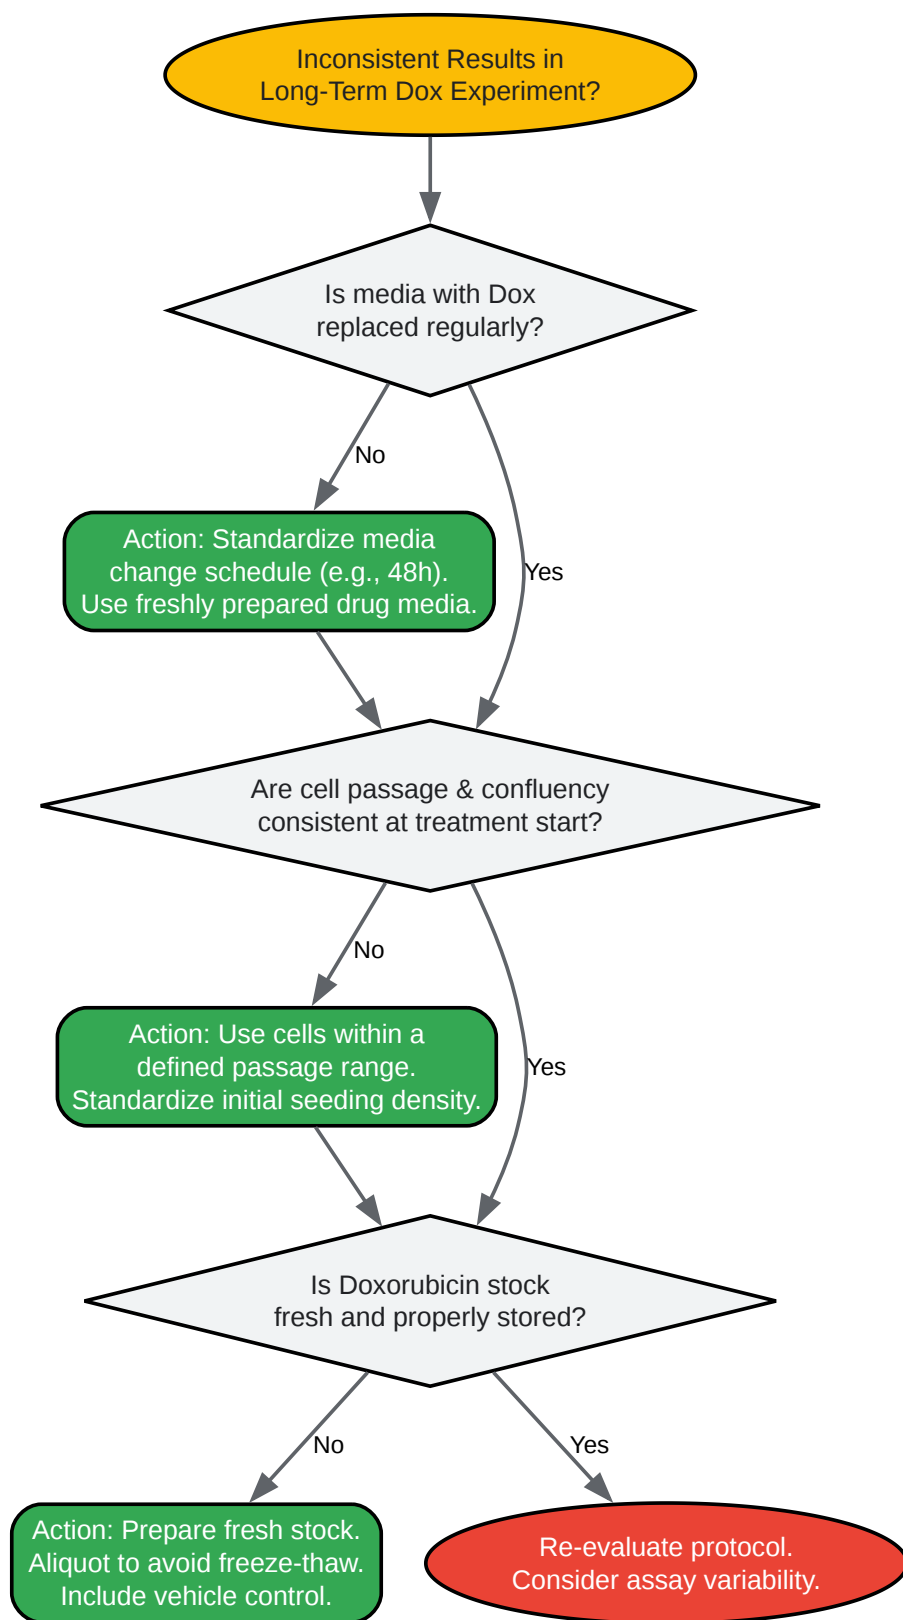 Inconsistent Results in
Long-Term Dox Experiment?
Is media with Dox
replaced regularly?
No
Action: Standardize media
change schedule (e.g., 48h).
Use freshly prepared drug media.
Yes
Are cell passage & confluency
consistent at treatment start?
No
Action: Use cells within a
defined passage range.
Standardize initial seeding density.
Yes
Is Doxorubicin stock
fresh and properly stored?
No
Yes
Action: Prepare fresh stock.
Aliquot to avoid freeze-thaw.
Include vehicle control.
Re-evaluate protocol.
Consider assay variability.